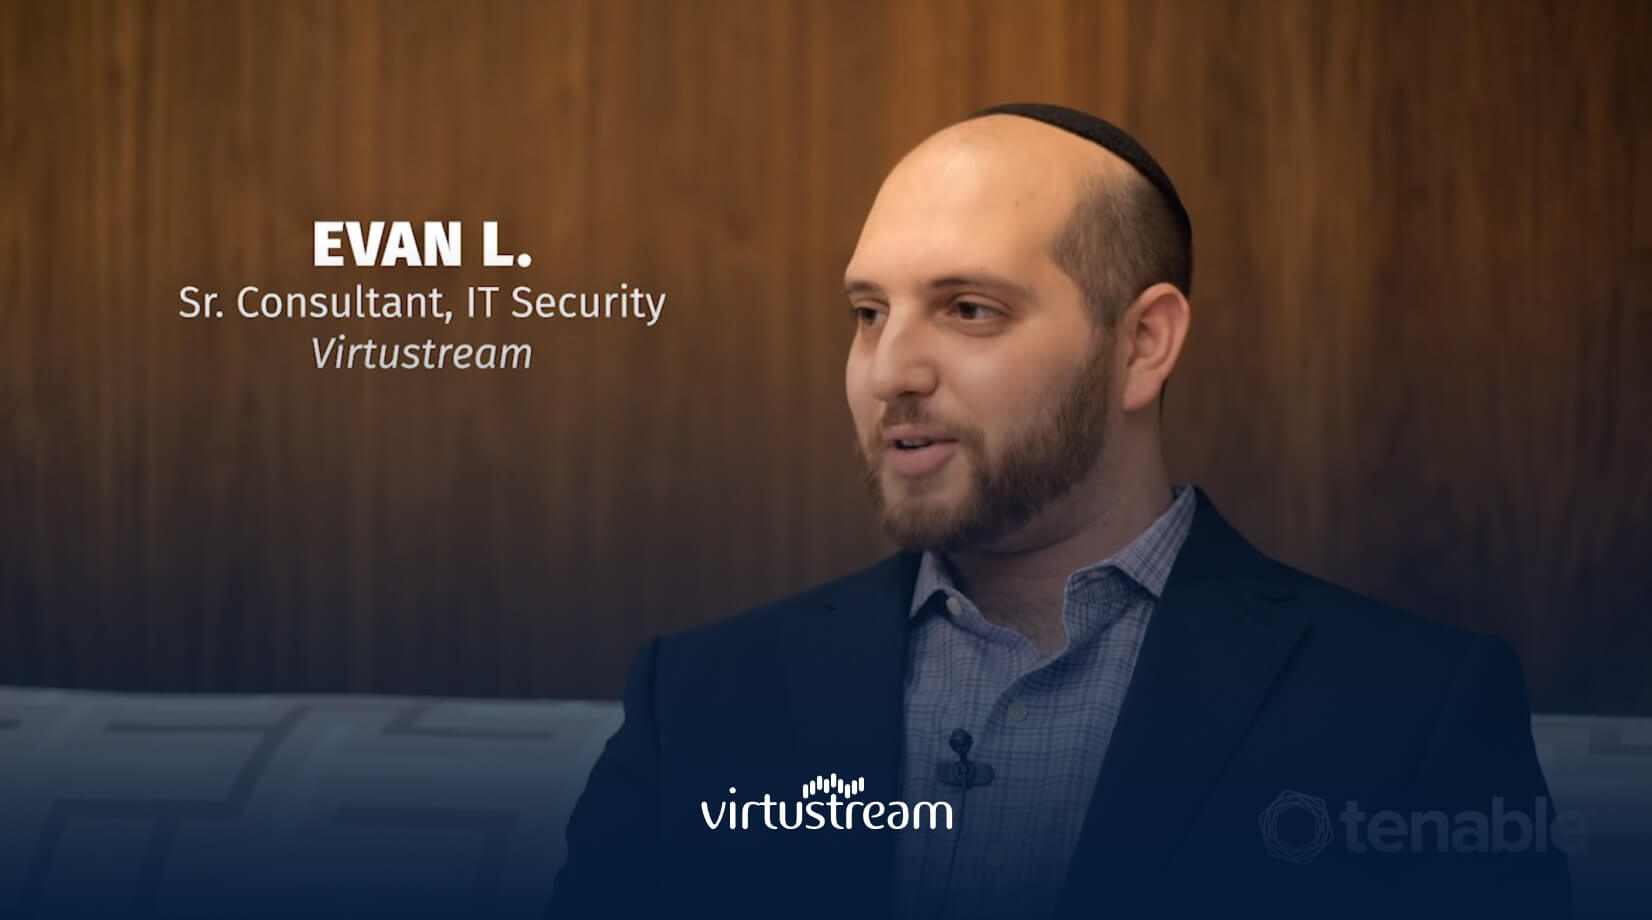 EVAN L.
Sr. Consultant, IT Security
Virtustream
virtustream
tenable